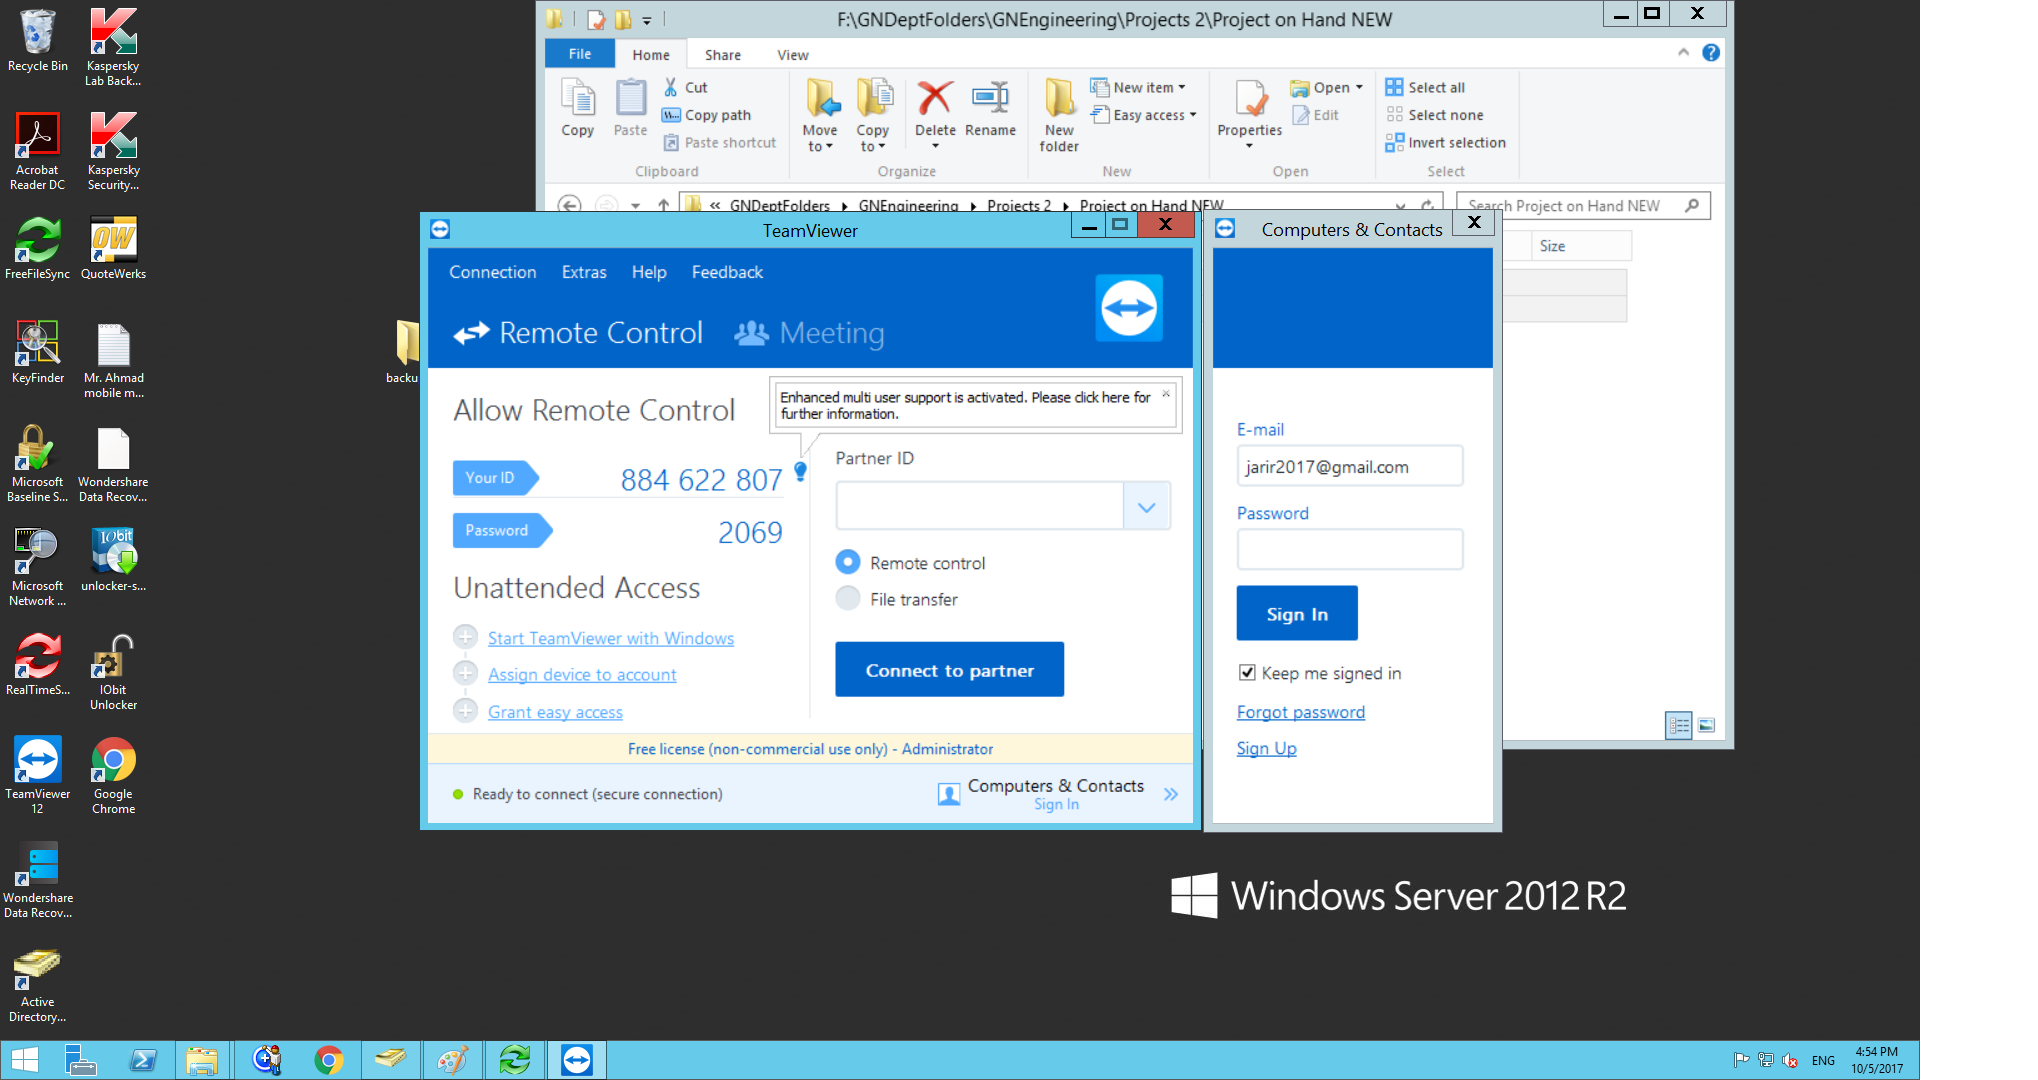 Recycle Bin
Kaspersky
Lab Back...
Acrobat
Reader DC
Kaspersky
Security...
FreeFileSync
QuoteWerks
KeyFinder
Mr. Ahmad
mobile m...
Microsoft
Baseline S...
Wondershare
Data Recov...
Microsoft
Network ...
unlocker-s...
RealTimeS...
IObit
Unlocker
TeamViewer
12
Google
Chrome
Wondershare
Data Recov...
Active
Directory...
backu
F:\GNDeptFolders\GNEngineering\Projects 2\Project on Hand NEW
File Home Share View
Copy
Paste
Cut
Copy path
Paste shortcut
Clipboard
Move
to
Copy
to
Delete
Rename
Organize
New
folder
New item
Easy access
New
Properties
Open
Edit
Open
Select all
Select none
Invert selection
Select
« GNDeptFolders GNEngineering Projects 2 Project on Hand NEW
Search Project on Hand NEW
Size
TeamViewer
Connection Extras Help Feedback
Remote Control Meeting
Allow Remote Control
Enhanced multi user support is activated. Please click here for
further information.
Your ID 884 622 807
Password 2069
Unattended Access
Start TeamViewer with Windows
Assign device to account
Grant easy access
Partner ID
Remote control
File transfer
Connect to partner
Free license (non-commercial use only) - Administrator
Ready to connect (secure connection)
Computers & Contacts
Sign In
Computers & Contacts
E-mail
jarir2017@gmail.com
Password
Sign In
Keep me signed in
Forgot password
Sign Up
Windows Server 2012 R2
ENG
4:54 PM
10/5/2017
OW
IObit